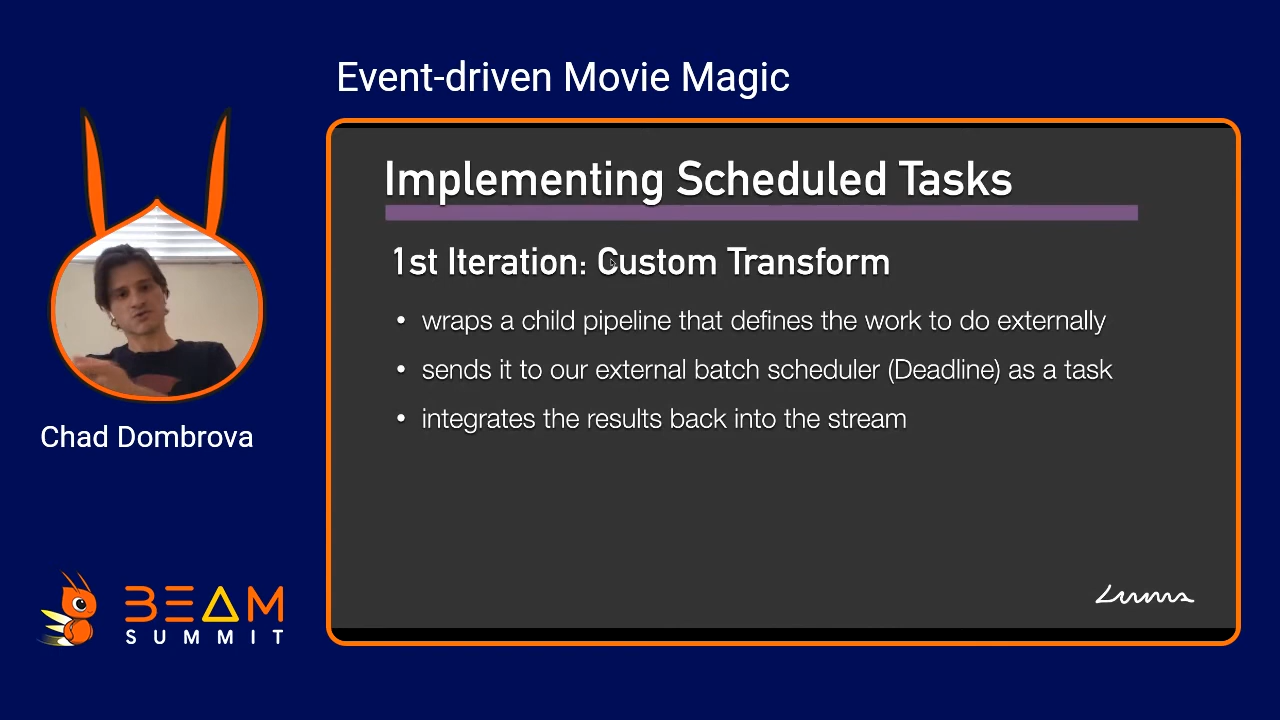 Event-driven Movie Magic
Implementing Scheduled Tasks
1st Iteration: Custom Transform
• wraps a child pipeline that defines the work to do externally
• sends it to our external batch scheduler (Deadline) as a task
• integrates the results back into the stream
Luma
Chad Dombrova
BEAM
SUMMIT